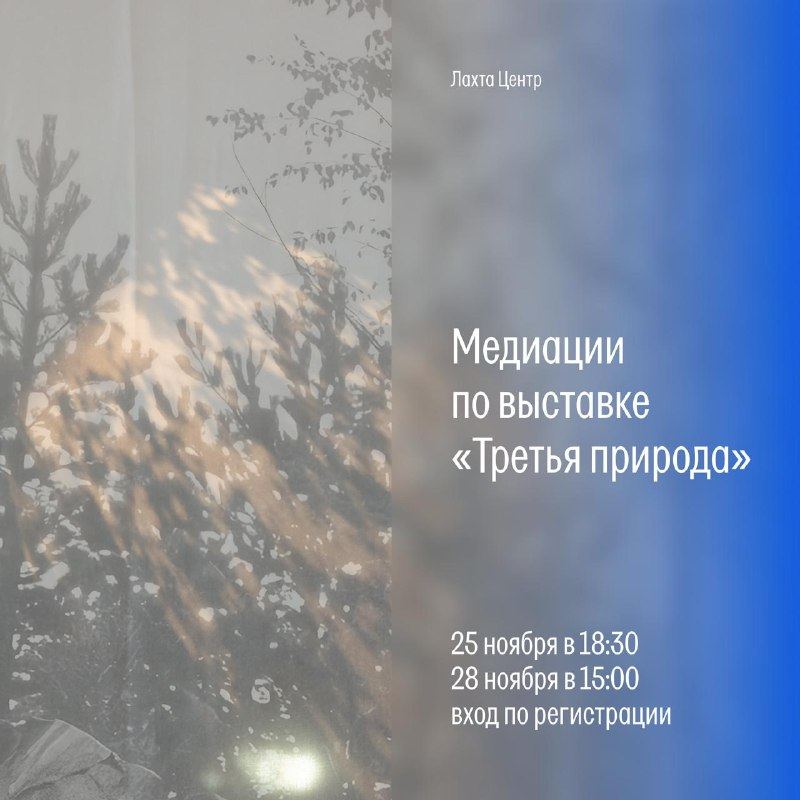 Лахта Центр
Медиации
по выставке
«Третья природа»
25 ноября в 18:30
28 ноября в 15:00
вход по регистрации